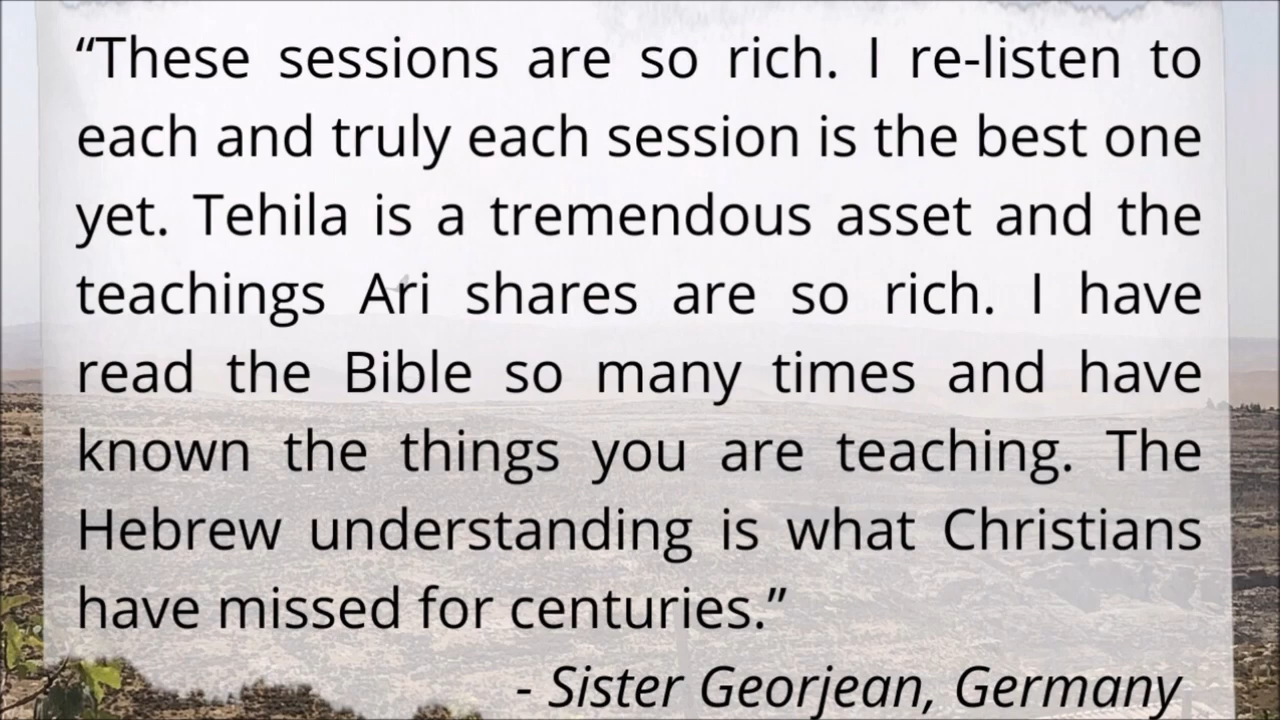 “These sessions are so rich. I re-listen to
each and truly each session is the best one
yet. Tehila is a tremendous asset and the
teachings Ari shares are so rich. I have
read the Bible so many times and have
known the things you are teaching. The
Hebrew understanding is what Christians
have missed for centuries.”
- Sister Georjean, Germany